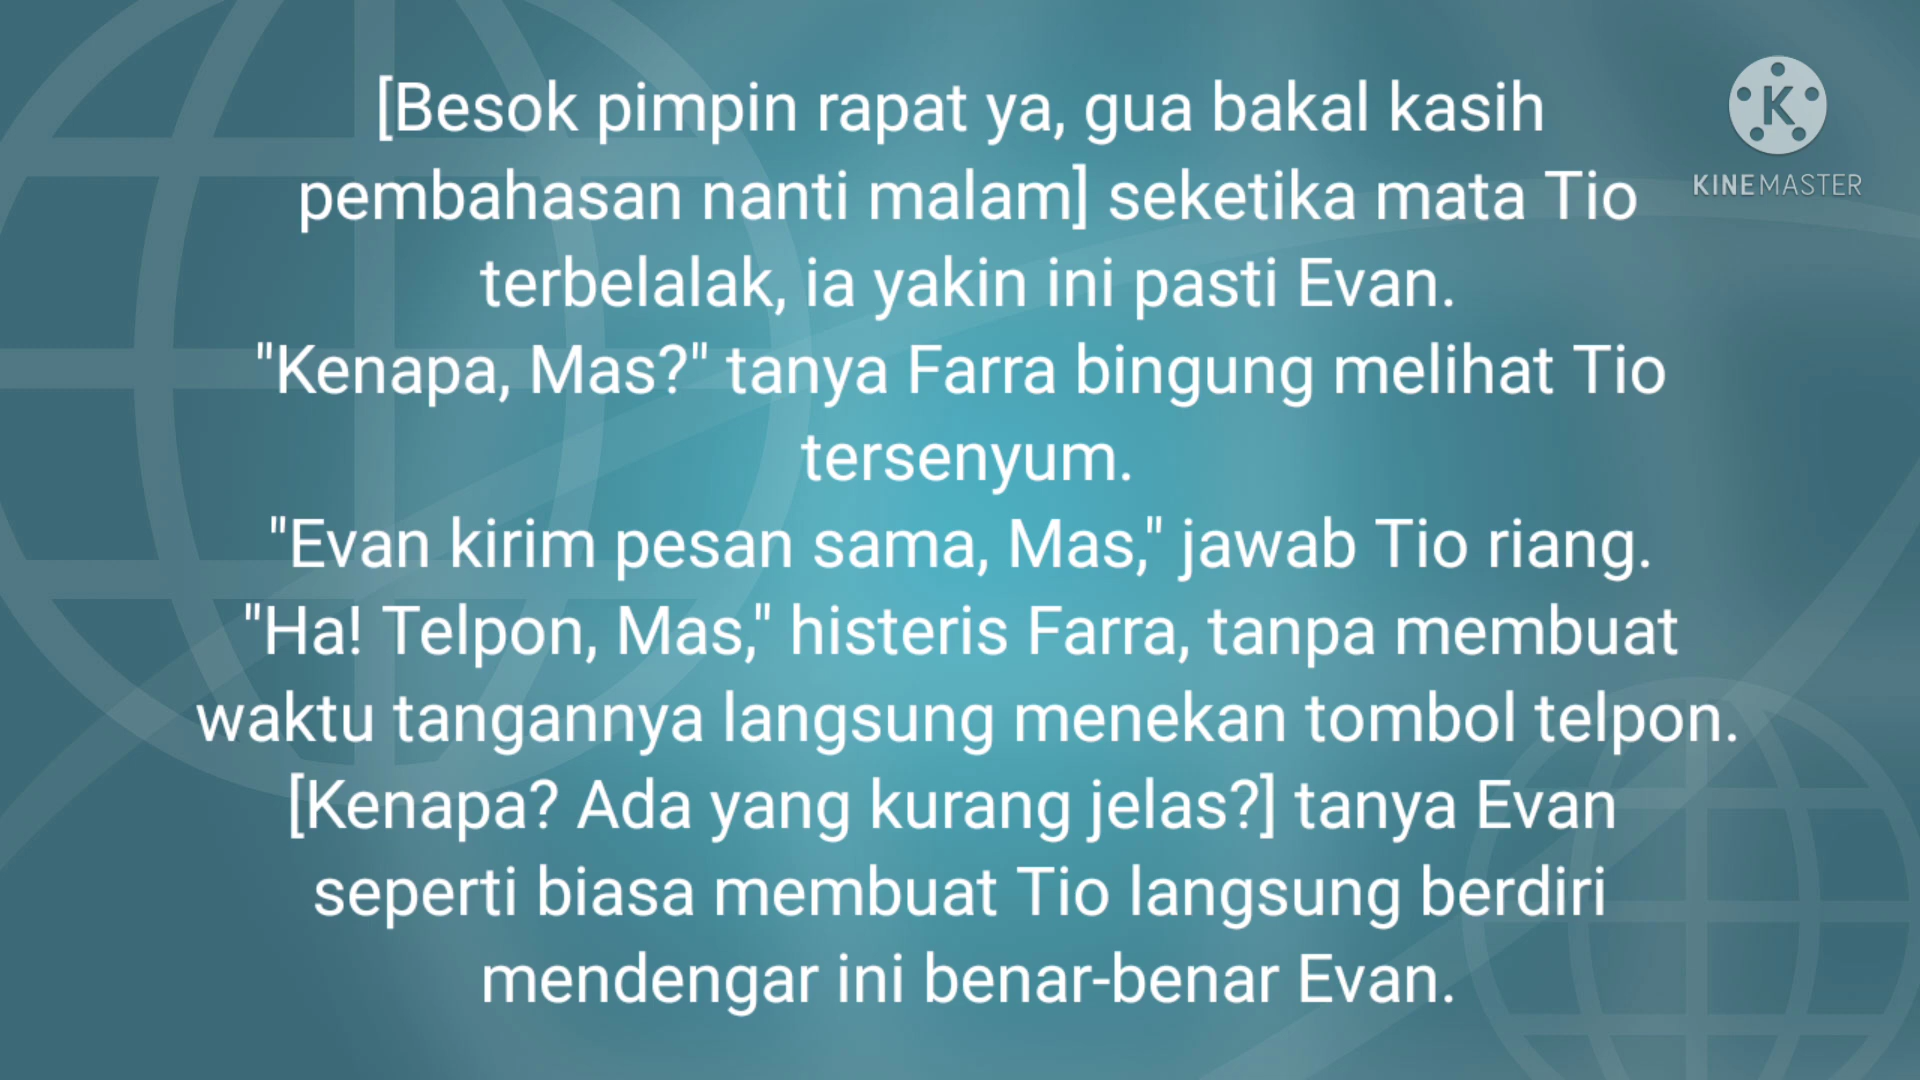 [Besok pimpin rapat ya, gua bakal kasih
pembahasan nanti malam] seketika mata Tio
terbelalak, ia yakin ini pasti Evan.
"Kenapa, Mas?" tanya Farra bingung melihat Tio
tersenyum.
"Evan kirim pesan sama, Mas," jawab Tio riang.
"Ha! Telpon, Mas," histeris Farra, tanpa membuat
waktu tangannya langsung menekan tombol telpon.
[Kenapa? Ada yang kurang jelas?] tanya Evan
seperti biasa membuat Tio langsung berdiri
mendengar ini benar-benar Evan.
K
KINEMASTER